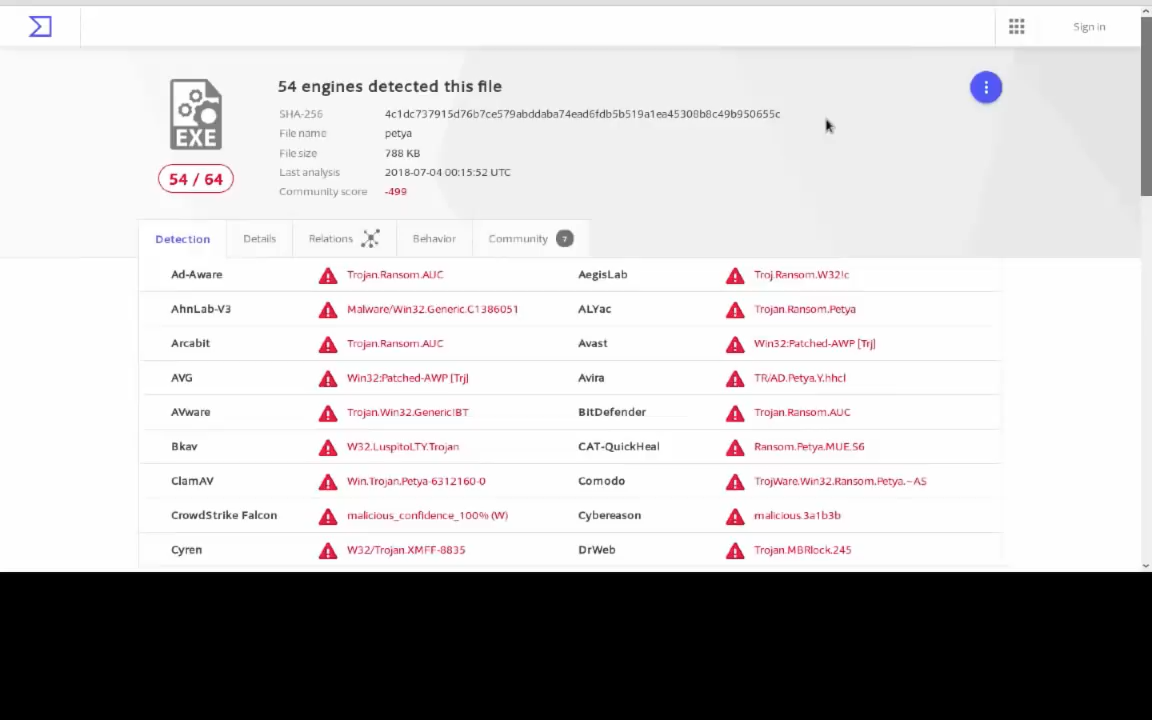 Sign in
54 engines detected this file
SHA-256 4c1dc737915d76b7ce579abddaba74ead6fdb5b519a1ea45308b8c49b950655c
File name petya
File size 788 KB
Last analysis 2018-07-04 00:15:52 UTC
Community score -499
EXE
54 / 64
Detection Details Relations Behavior Community 7
Ad-Aware Trojan.Ransom.AUC AegisLab Troj.Ransom.W32!c
AhnLab-V3 Malware/Win32.Generic.C1386051 ALYac Trojan.Ransom.Petya
Arcabit Trojan.Ransom.AUC Avast Win32:Patched-AWP [Trj]
AVG Win32:Patched-AWP [Trj] Avira TR/AD.Petya.Y.hhcl
AVware Trojan.Win32.Generic!BT BitDefender Trojan.Ransom.AUC
Bkav W32.LuspitoLTY.Trojan CAT-QuickHeal Ransom.Petya.MUE.S6
ClamAV Win.Trojan.Petya-6312160-0 Comodo TrojWare.Win32.Ransom.Petya.~AS
CrowdStrike Falcon malicious_confidence_100% (W) Cybereason malicious.3a1b3b
Cyren W32/Trojan.XMFF-8835 DrWeb Trojan.MBRlock.245